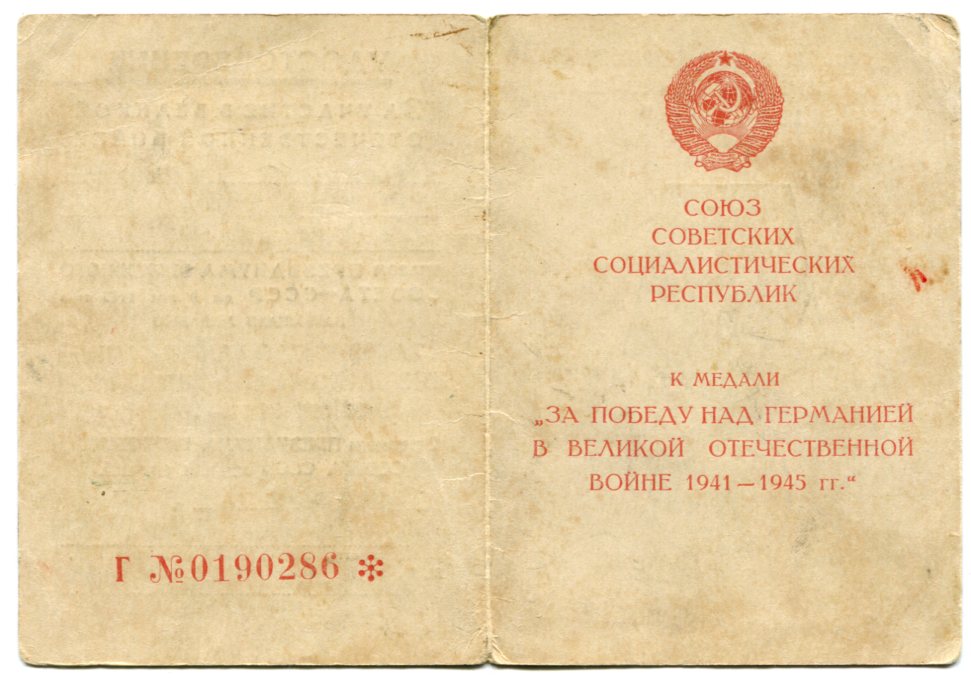 Г №0190286 *
СОЮЗ
СОВЕТСКИХ
СОЦИАЛИСТИЧЕСКИХ
РЕСПУБЛИК
К МЕДАЛИ
„ЗА ПОБЕДУ НАД ГЕРМАНИЕЙ
В ВЕЛИКОЙ ОТЕЧЕСТВЕННОЙ
ВОЙНЕ 1941—1945 гг.“